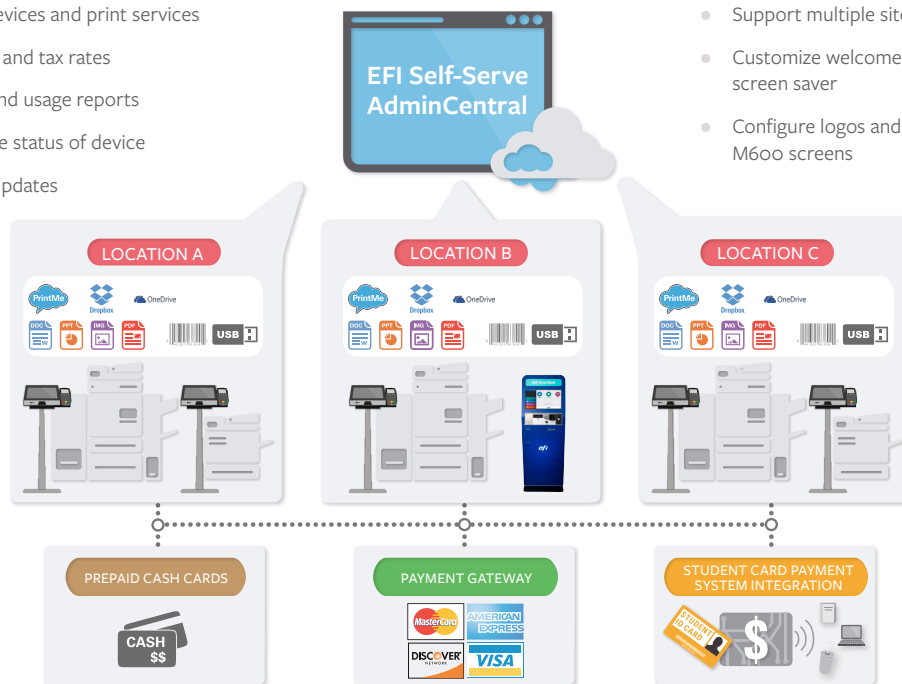 evices and print services
and tax rates
nd usage reports
e status of device
pdates
EFI Self-Serve
AdminCentral
Support multiple site
Customize welcome
screen saver
Configure logos and
M600 screens
LOCATION A
PrintMe
Dropbox
OneDrive
DOC
W
PPT
IMG
PDF
USB
LOCATION B
PrintMe
Dropbox
OneDrive
DOC
W
PPT
IMG
PDF
USB
efi
LOCATION C
PrintMe
Dropbox
OneDrive
DOC
W
PPT
IMG
PDF
USB
PREPAID CASH CARDS
CASH
$$
PAYMENT GATEWAY
MasterCard
AMERICAN
EXPRESS
DISCOVER
NETWORK
VISA
STUDENT CARD PAYMENT
SYSTEM INTEGRATION
STUDENT
ID CARD
$